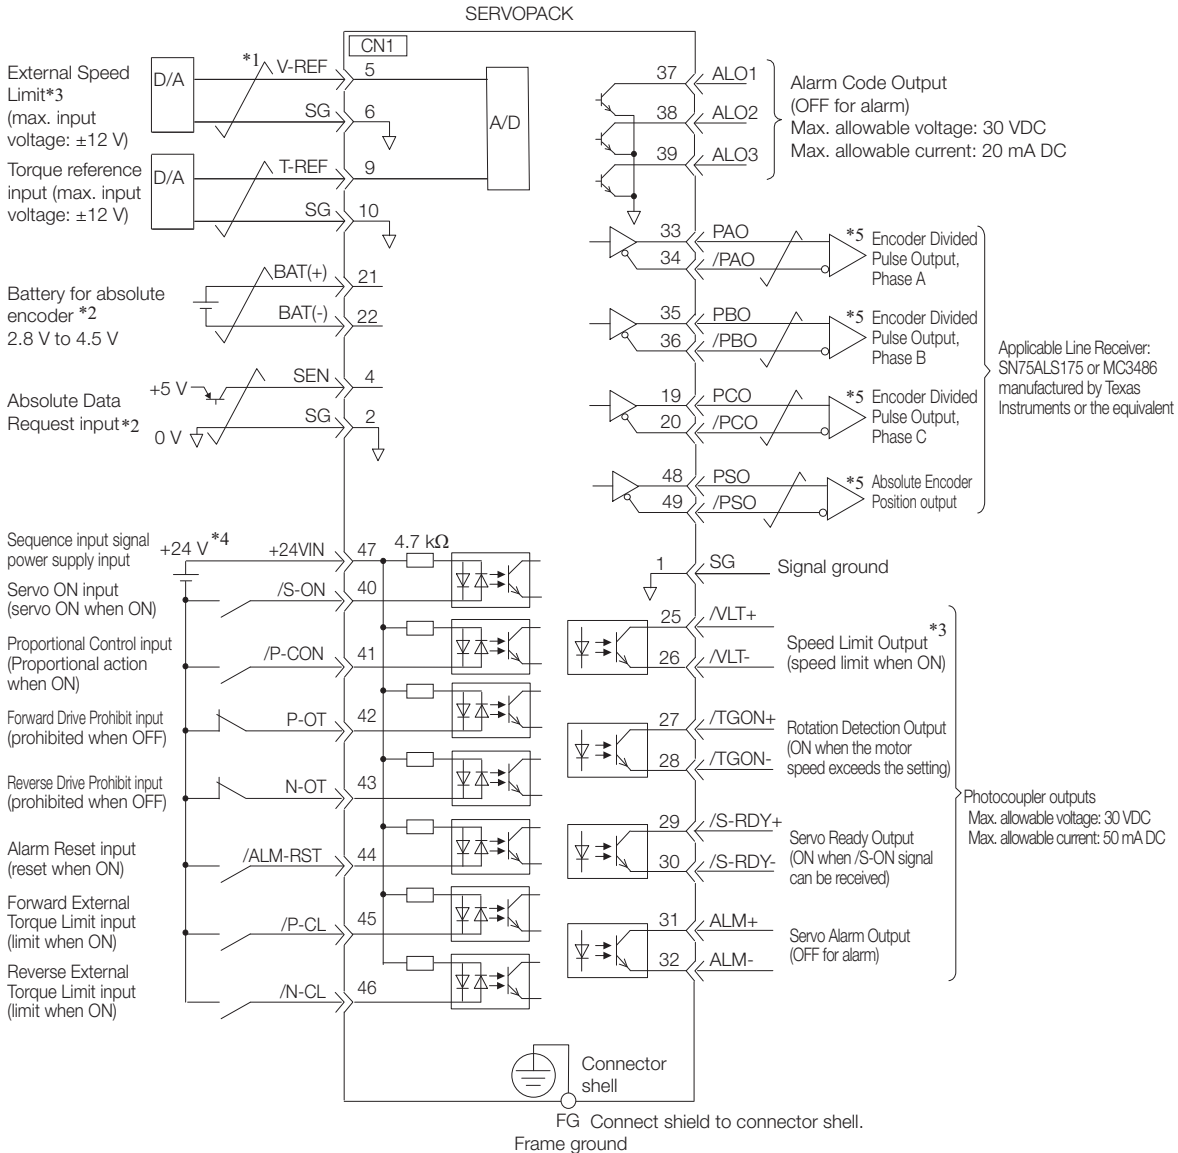 SERVOPACK
CN1
External Speed
Limit*3
(max. input
voltage: ±12 V)
D/A
*1
V-REF
5
SG
6
A/D
Torque reference
input (max. input
voltage: ±12 V)
D/A
T-REF
9
SG
10
Battery for absolute
encoder *2
2.8 V to 4.5 V
BAT(+)
21
BAT(-)
22
Absolute Data
Request input*2
+5 V
SEN
4
0 V
SG
2
Sequence input signal
power supply input
+24 V *4
+24VIN
47
4.7 kΩ
Servo ON input
(servo ON when ON)
/S-ON
40
Proportional Control input
(Proportional action
when ON)
/P-CON
41
Forward Drive Prohibit input
(prohibited when OFF)
P-OT
42
Reverse Drive Prohibit input
(prohibited when OFF)
N-OT
43
Alarm Reset input
(reset when ON)
/ALM-RST
44
Forward External
Torque Limit input
(limit when ON)
/P-CL
45
Reverse External
Torque Limit input
(limit when ON)
/N-CL
46
37
ALO1
38
ALO2
39
ALO3
Alarm Code Output
(OFF for alarm)
Max. allowable voltage: 30 VDC
Max. allowable current: 20 mA DC
33
PAO
34
/PAO
*5 Encoder Divided
Pulse Output,
Phase A
35
PBO
36
/PBO
*5 Encoder Divided
Pulse Output,
Phase B
19
PCO
20
/PCO
*5 Encoder Divided
Pulse Output,
Phase C
48
PSO
49
/PSO
*5 Absolute Encoder
Position output
Applicable Line Receiver:
SN75ALS175 or MC3486
manufactured by Texas
Instruments or the equivalent
1
SG
Signal ground
25
/VLT+
26
/VLT-
Speed Limit Output *3
(speed limit when ON)
27
/TGON+
28
/TGON-
Rotation Detection Output
(ON when the motor
speed exceeds the setting)
29
/S-RDY+
30
/S-RDY-
Servo Ready Output
(ON when /S-ON signal
can be received)
31
ALM+
32
ALM-
Servo Alarm Output
(OFF for alarm)
Photocoupler outputs
Max. allowable voltage: 30 VDC
Max. allowable current: 50 mA DC
Connector
shell
FG Connect shield to connector shell.
Frame ground